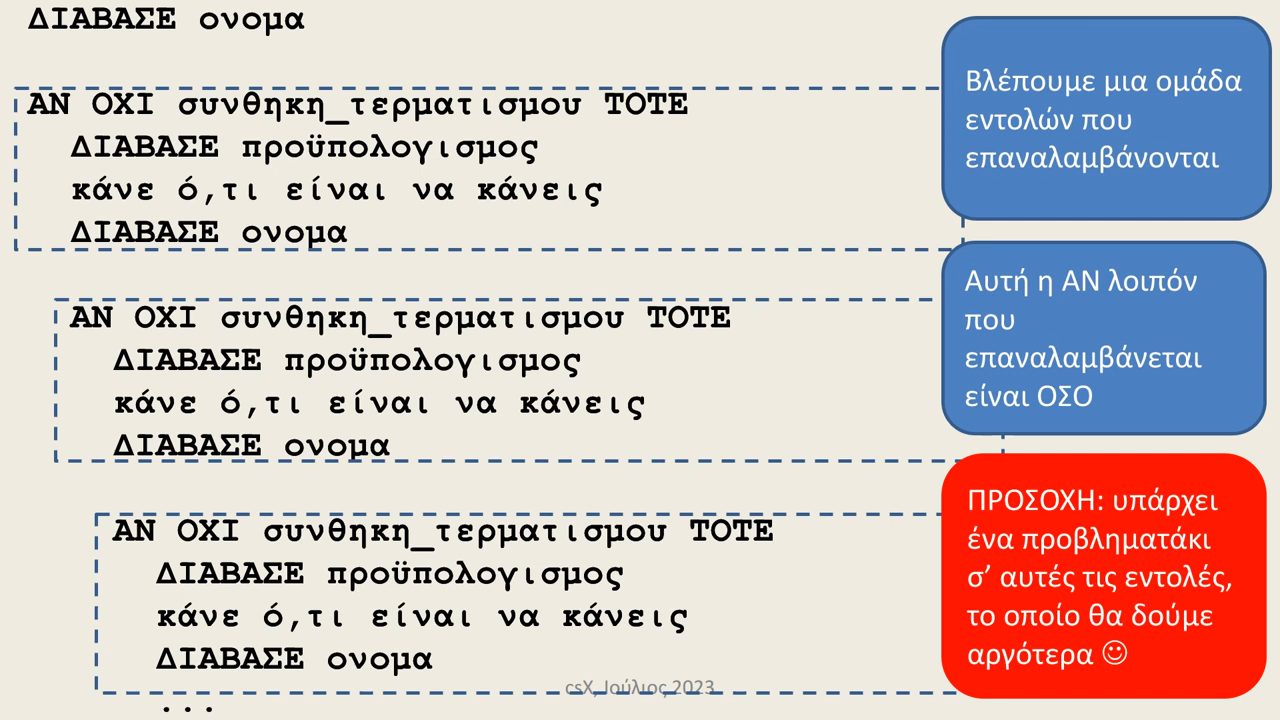 ΔΙΑΒΑΣΕ ονομα
ΑΝ ΟΧΙ συνθηκη_τερματισμου ΤΟΤΕ
ΔΙΑΒΑΣΕ προϋπολογισμος
κάνε ό,τι είναι να κάνεις
ΔΙΑΒΑΣΕ ονομα
ΑΝ ΟΧΙ συνθηκη_τερματισμου ΤΟΤΕ
ΔΙΑΒΑΣΕ προϋπολογισμος
κάνε ό,τι είναι να κάνεις
ΔΙΑΒΑΣΕ ονομα
ΑΝ ΟΧΙ συνθηκη_τερματισμου ΤΟΤΕ
ΔΙΑΒΑΣΕ προϋπολογισμος
κάνε ό,τι είναι να κάνεις
ΔΙΑΒΑΣΕ ονομα
...
Βλέπουμε μια ομάδα
εντολών που
επαναλαμβάνονται
Αυτή η ΑΝ λοιπόν
που
επαναλαμβάνεται
είναι ΟΣΟ
ΠΡΟΣΟΧΗ: υπάρχει
ένα προβληματάκι
σ’ αυτές τις εντολές,
το οποίο θα δούμε
αργότερα ☺
csX, Ιούλιος 2023